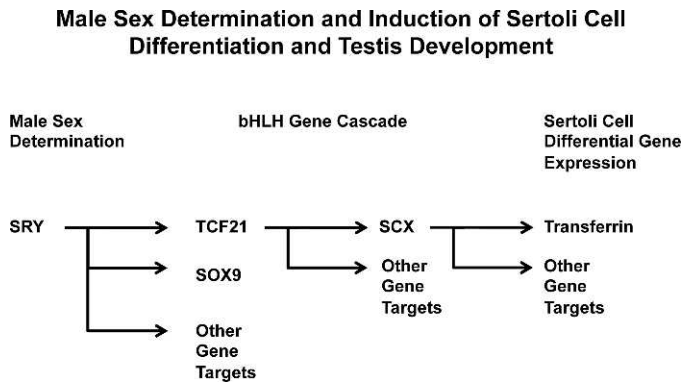 Male Sex Determination and Induction of Sertoli Cell
Differentiation and Testis Development
Male Sex
Determination
bHLH Gene Cascade
Sertoli Cell
Differential Gene
Expression
SRY
TCF21
SCX
Transferrin
SOX9
Other
Gene
Targets
Other
Gene
Targets
Other
Gene
Targets